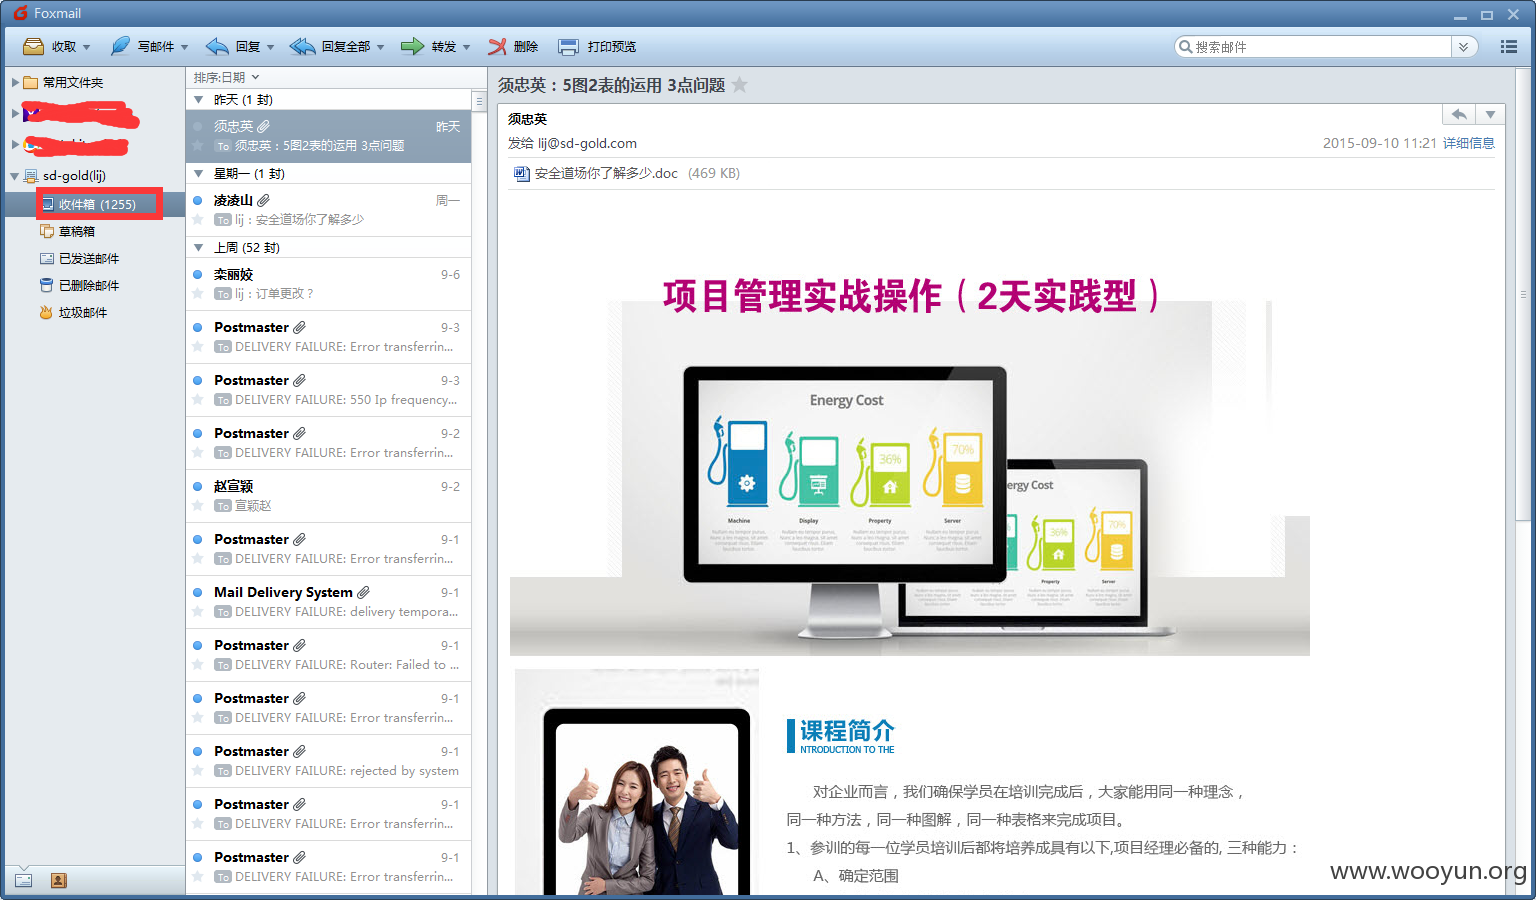 Foxmail
收取 写邮件 回复 回复全部 转发 删除 打印预览 搜索邮件
常用文件夹
sd-gold(lij)
收件箱 (1255)
草稿箱
已发送邮件
已删除邮件
垃圾邮件
排序:日期
昨天 (1 封)
须忠英 昨天
To 须忠英：5图2表的运用 3点问题
星期一 (1 封)
凌凌山 周一
To lij：安全道场你了解多少
上周 (52 封)
栾丽姣 9-6
To lij：订单更改？
Postmaster 9-3
To DELIVERY FAILURE: Error transferrin...
Postmaster 9-3
To DELIVERY FAILURE: 550 Ip frequency...
Postmaster 9-2
To DELIVERY FAILURE: Error transferrin...
赵宣颖 9-2
To 宣颖赵
Postmaster 9-1
To DELIVERY FAILURE: Error transferrin...
Mail Delivery System 9-1
To DELIVERY FAILURE: delivery tempora...
Postmaster 9-1
To DELIVERY FAILURE: Router: Failed to ...
Postmaster 9-1
To DELIVERY FAILURE: Error transferrin...
Postmaster 9-1
To DELIVERY FAILURE: rejected by system
Postmaster 9-1
To DELIVERY FAILURE: Error transferrin...
Postmaster 9-1
To DELIVERY FAILURE: Error transferrin...
须忠英：5图2表的运用 3点问题
须忠英
发给 lij@sd-gold.com 2015-09-10 11:21 详细信息
安全道场你了解多少.doc (469 KB)
项目管理实战操作（2天实践型）
Energy Cost
36% 70%
Machine Display Property Server
ergy Cost
36% 70%
Property Server
课程简介
NTRODUCTION TO THE
对企业而言，我们确保学员在培训完成后，大家能用同一种理念，
同一种方法，同一种图解，同一种表格来完成项目。
1、参训的每一位学员培训后都将培养成具有以下,项目经理必备的, 三种能力：
A、确定范围
www.wooyun.org